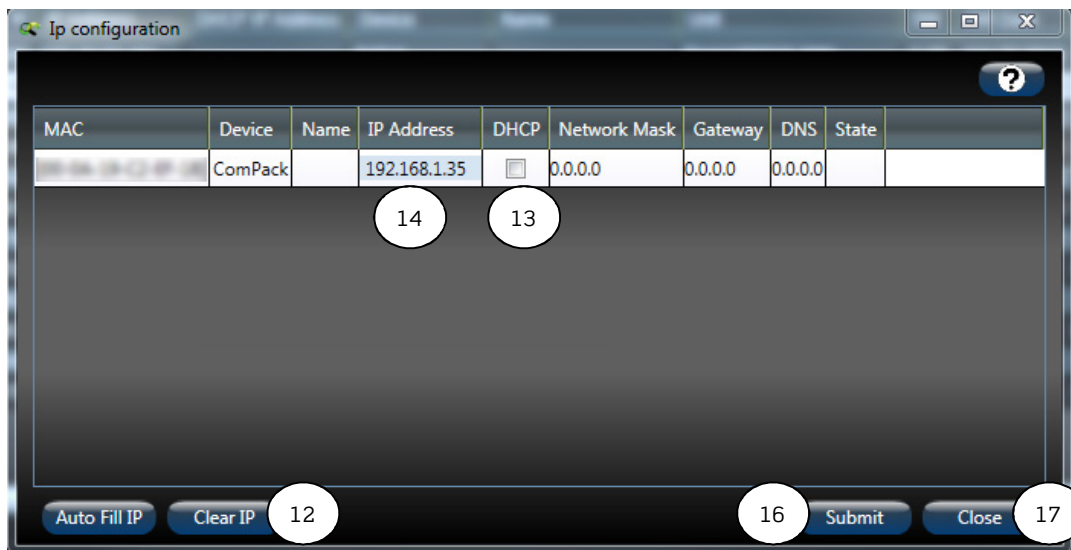 Ip configuration
?
MAC Device Name IP Address DHCP Network Mask Gateway DNS State
ComPack 192.168.1.35 0.0.0.0 0.0.0.0 0.0.0.0
14 13
Auto Fill IP Clear IP 12 16 Submit Close 17